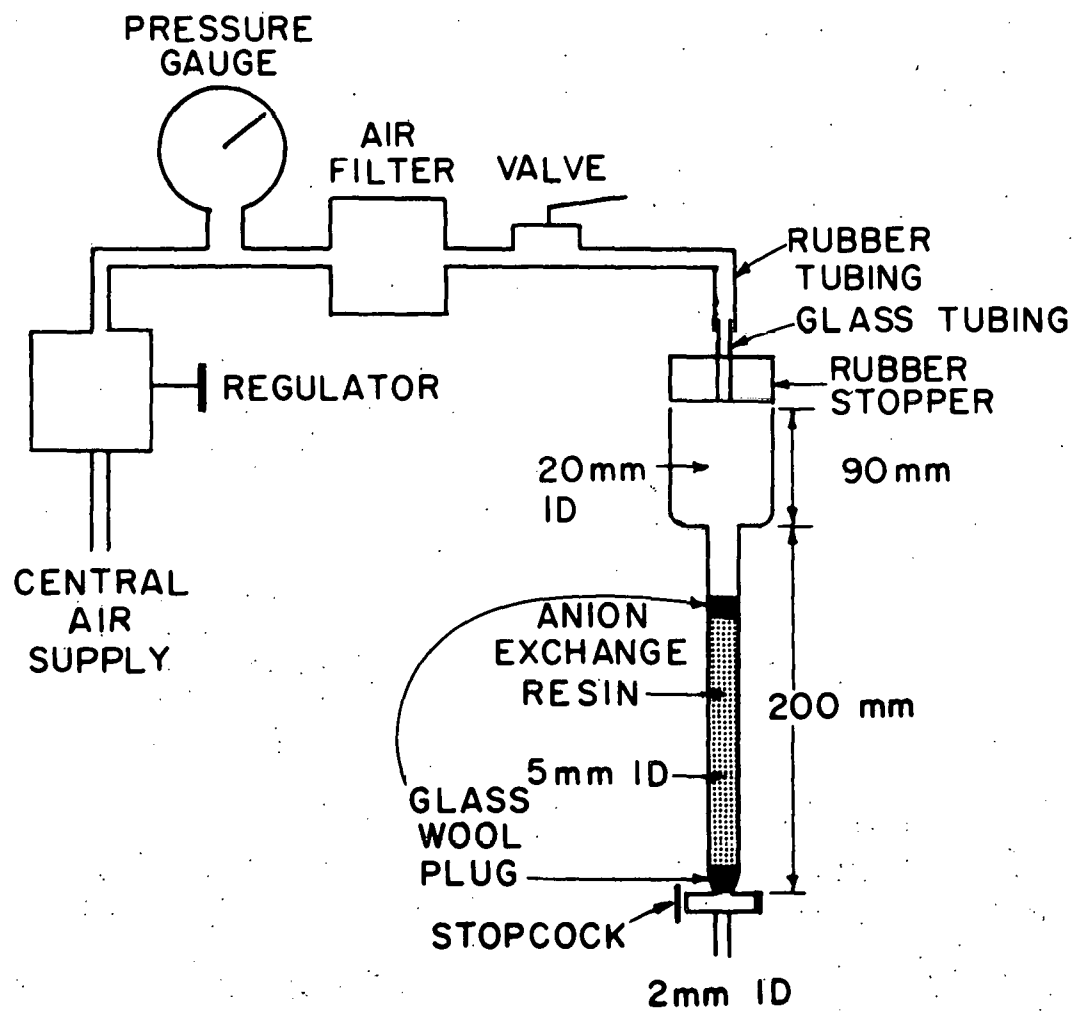 PRESSURE
GAUGE
AIR
FILTER
VALVE
RUBBER
TUBING
GLASS TUBING
RUBBER
STOPPER
REGULATOR
20mm
ID
90mm
CENTRAL
AIR
SUPPLY
ANION
EXCHANGE
RESIN
200 mm
5mm ID
GLASS
WOOL
PLUG
STOPCOCK
2mm ID